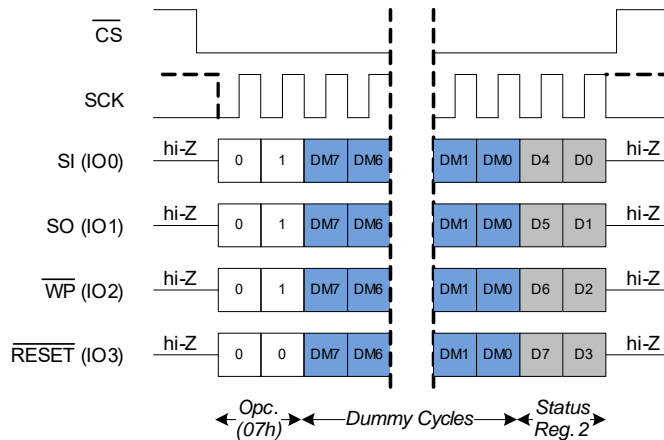 CS
SCK
hi-Z 0 1 DM7 DM6 DM1 DM0 D4 D0 hi-Z
SI (IO0)
hi-Z 0 1 DM7 DM6 DM1 DM0 D5 D1 hi-Z
SO (IO1)
hi-Z 0 1 DM7 DM6 DM1 DM0 D6 D2 hi-Z
WP (IO2)
hi-Z 0 0 DM7 DM6 DM1 DM0 D7 D3 hi-Z
RESET (IO3)
Opc. Dummy Cycles Status
(07h) Reg. 2